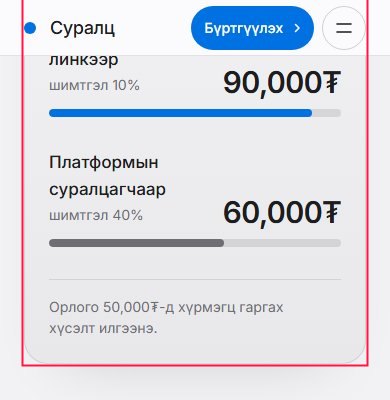 Суралц
Бүртгүүлэх
линкээр
шимтгэл 10%
90,000₮
Платформын
суралцагчаар
шимтгэл 40%
60,000₮
Орлого 50,000₮-д хүрмэгц гаргах
хүсэлт илгээнэ.